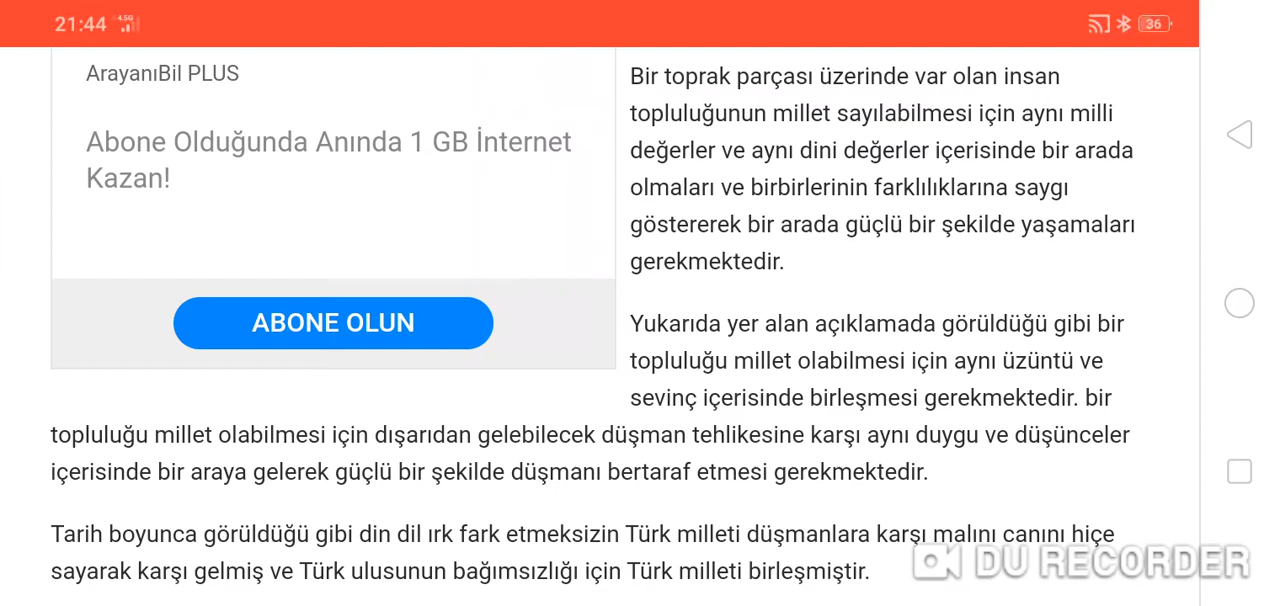 21:44 4.5G 36
ArayanıBil PLUS
Abone Olduğunda Anında 1 GB İnternet
Kazan!
ABONE OLUN
Bir toprak parçası üzerinde var olan insan
topluluğunun millet sayılabilmesi için aynı milli
değerler ve aynı dini değerler içerisinde bir arada
olmaları ve birbirlerinin farklılıklarına saygı
göstererek bir arada güçlü bir şekilde yaşamaları
gerekmektedir.
Yukarıda yer alan açıklamada görüldüğü gibi bir
topluluğu millet olabilmesi için aynı üzüntü ve
sevinç içerisinde birleşmesi gerekmektedir. bir
topluluğu millet olabilmesi için dışarıdan gelebilecek düşman tehlikesine karşı aynı duygu ve düşünceler
içerisinde bir araya gelerek güçlü bir şekilde düşmanı bertaraf etmesi gerekmektedir.
Tarih boyunca görüldüğü gibi din dil ırk fark etmeksizin Türk milleti düşmanlara karşı malını canını hiçe
sayarak karşı gelmiş ve Türk ulusunun bağımsızlığı için Türk milleti birleşmiştir.
DU RECORDER